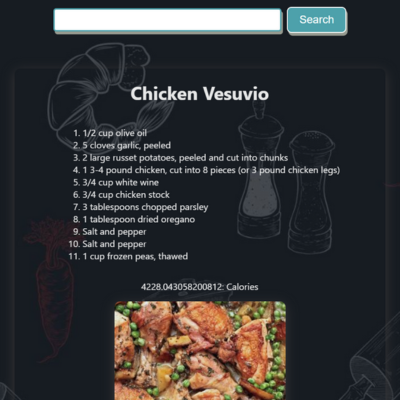 Search
Chicken Vesuvio
1. 1/2 cup olive oil
2. 5 cloves garlic, peeled
3. 2 large russet potatoes, peeled and cut into chunks
4. 1 3-4 pound chicken, cut into 8 pieces (or 3 pound chicken legs)
5. 3/4 cup white wine
6. 3/4 cup chicken stock
7. 3 tablespoons chopped parsley
8. 1 tablespoon dried oregano
9. Salt and pepper
10. Salt and pepper
11. 1 cup frozen peas, thawed
4228.043058200812: Calories